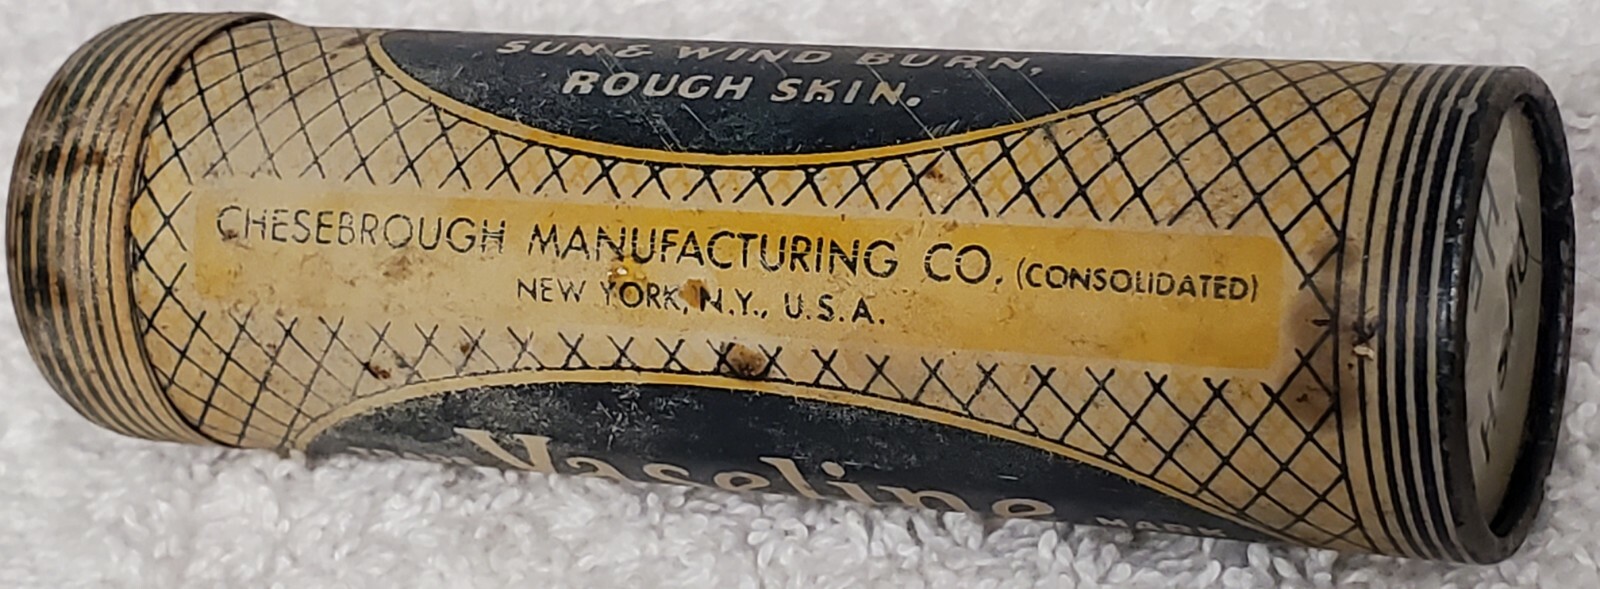 SUN & WIND BURN,
ROUGH SKIN.
CHESEBROUGH MANUFACTURING CO. (CONSOLIDATED)
NEW YORK, N.Y., U.S.A.
Vaseline